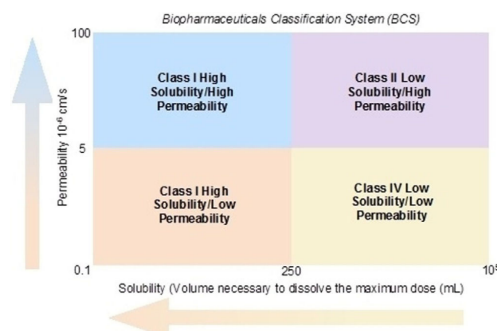 Biopharmaceuticals Classification System (BCS)
100
Class I High
Solubility/High
Permeability
Class II Low
Solubility/High
Permeability
Permeability 10⁻⁶ cm/s
5
Class I High
Solubility/Low
Permeability
Class IV Low
Solubility/Low
Permeability
0.1
250
10⁵
Solubility (Volume necessary to dissolve the maximum dose (mL)